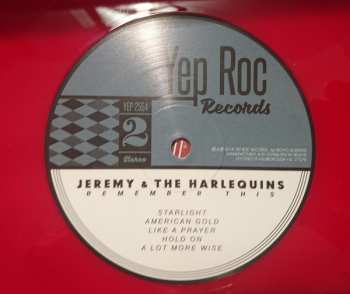 Yep Roc
Records
YEP 2554
2
Stereo
JEREMY & THE HARLEQUINS
REMEMBER THIS
STARLIGHT
AMERICAN GOLD
LIKE A PRAYER
HOLD ON
A LOT MORE WISE